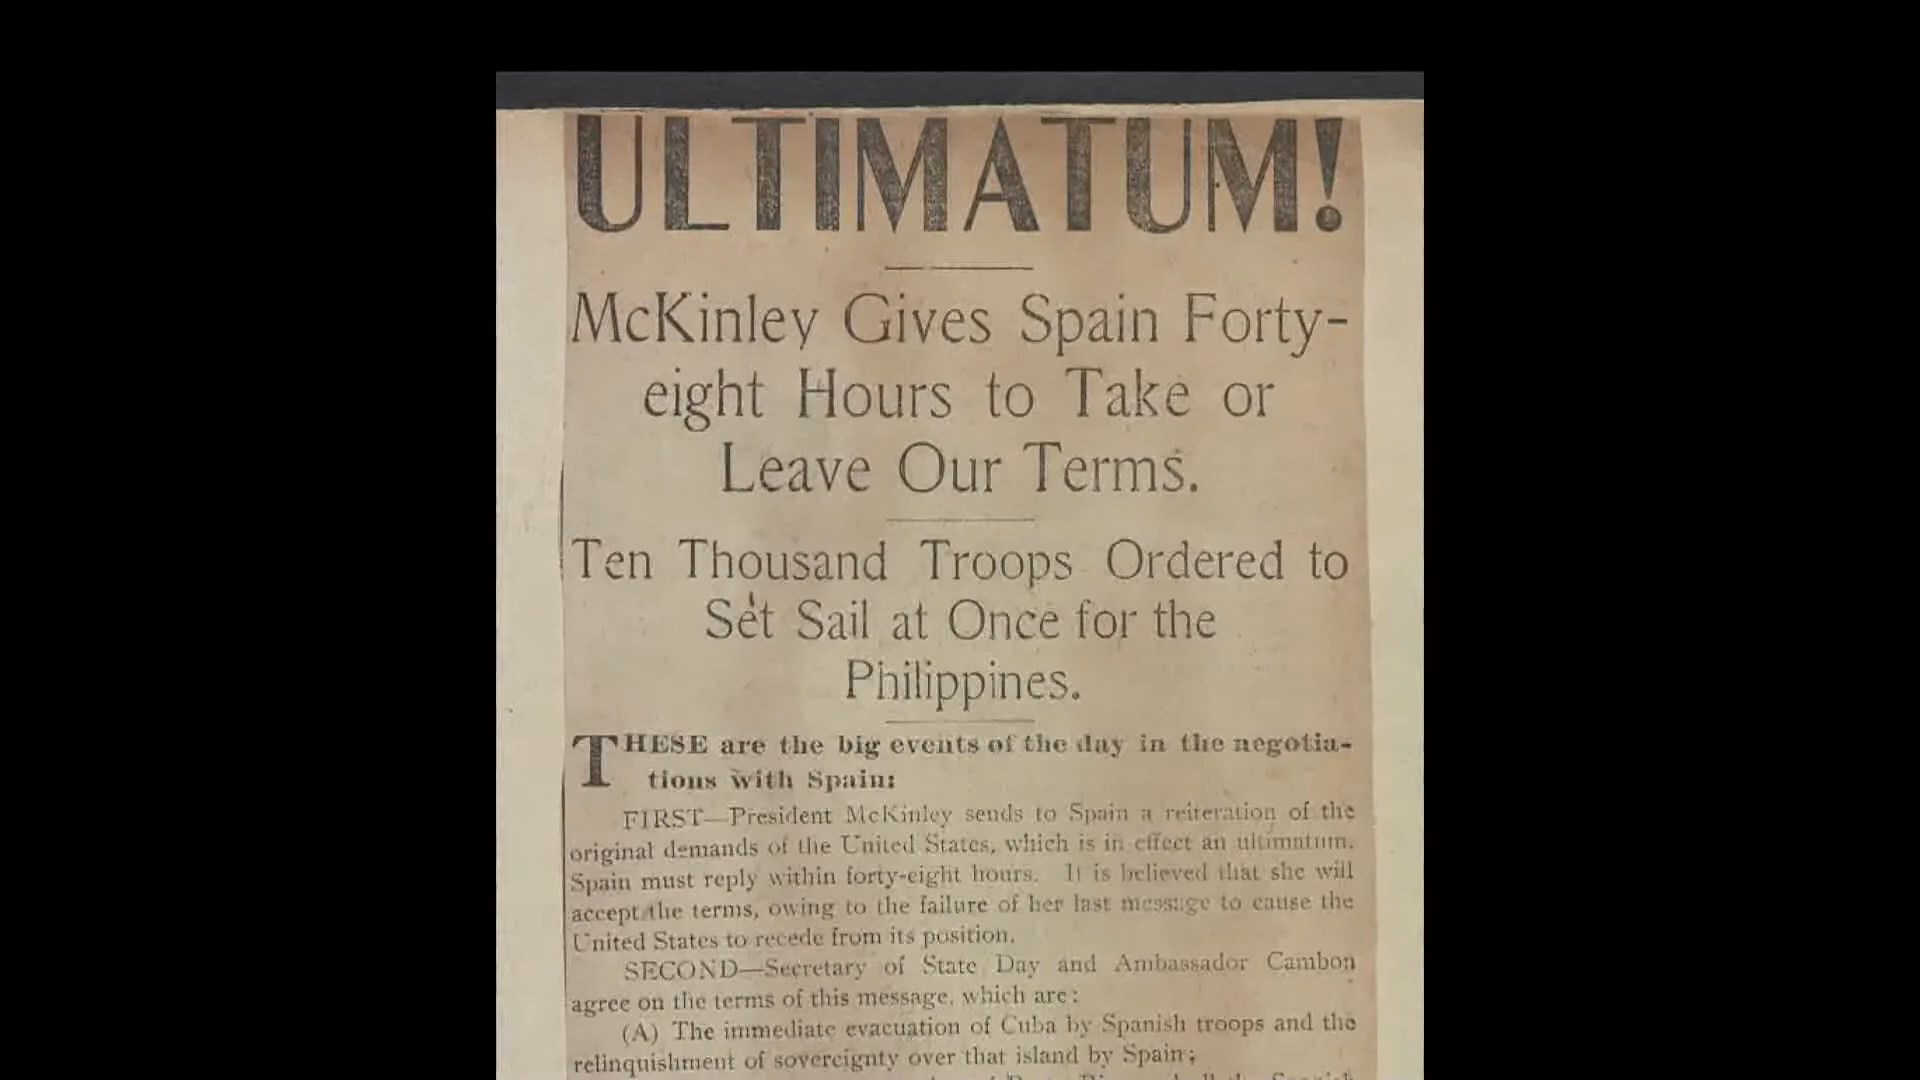 ULTIMATUM!
McKinley Gives Spain Forty-
eight Hours to Take or
Leave Our Terms.
Ten Thousand Troops Ordered to
Set Sail at Once for the
Philippines.
THESE are the big events of the day in the negotia-
tions with Spain:
FIRST—President McKinley sends to Spain a reiteration of the
original demands of the United States, which is in effect an ultimatum.
Spain must reply within forty-eight hours. It is believed that she will
accept the terms, owing to the failure of her last message to cause the
United States to recede from its position.
SECOND—Secretary of State Day and Ambassador Cambon
agree on the terms of this message, which are:
(A) The immediate evacuation of Cuba by Spanish troops and the
relinquishment of sovereignty over that island by Spain;